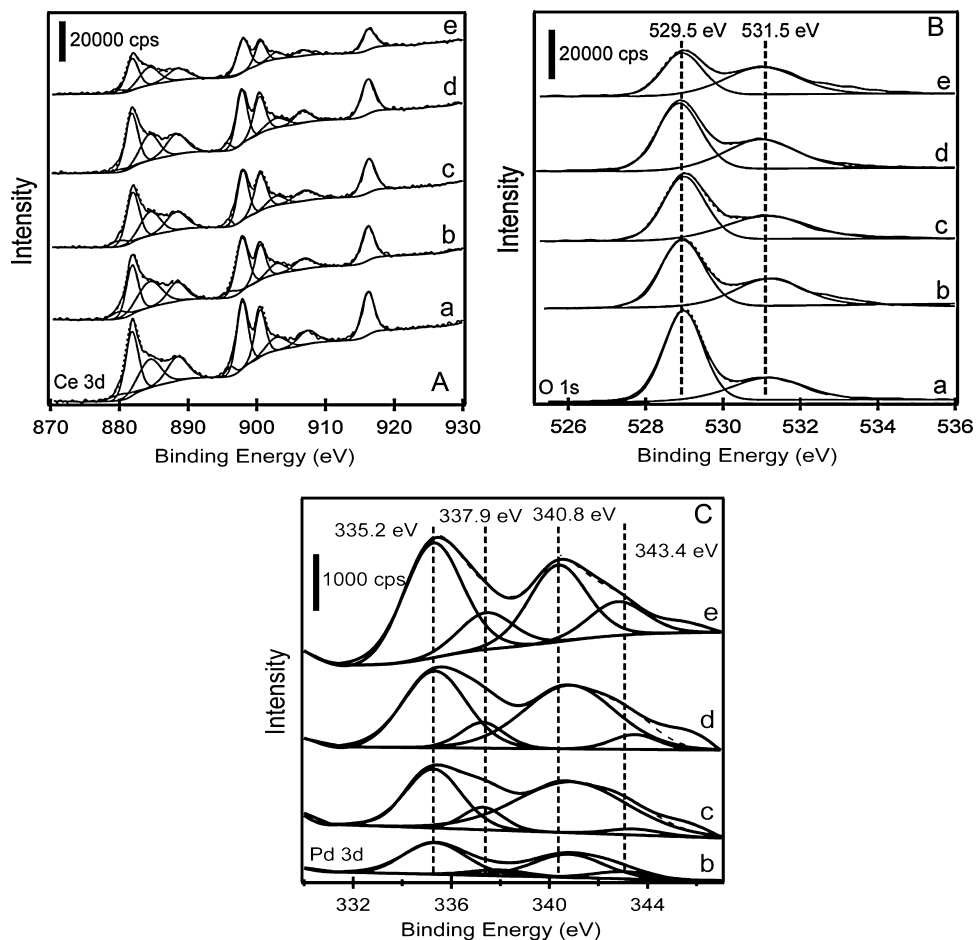 20000 cps
e
d
c
b
a
Ce 3d
A
Intensity
870 880 890 900 910 920 930
Binding Energy (eV)
529.5 eV 531.5 eV
B
20000 cps
e
d
c
b
a
O 1s
Intensity
526 528 530 532 534 536
Binding Energy (eV)
335.2 eV 337.9 eV 340.8 eV 343.4 eV
C
1000 cps
e
d
c
b
Pd 3d
Intensity
332 336 340 344
Binding Energy (eV)